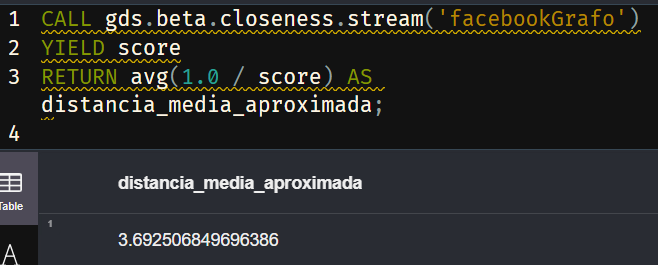 1 CALL gds.beta.closeness.stream('facebookGrafo')
2 YIELD score
3 RETURN avg(1.0 / score) AS
distancia_media_aproximada;
4
Table
distancia_media_aproximada
1
3.692506849696386
A